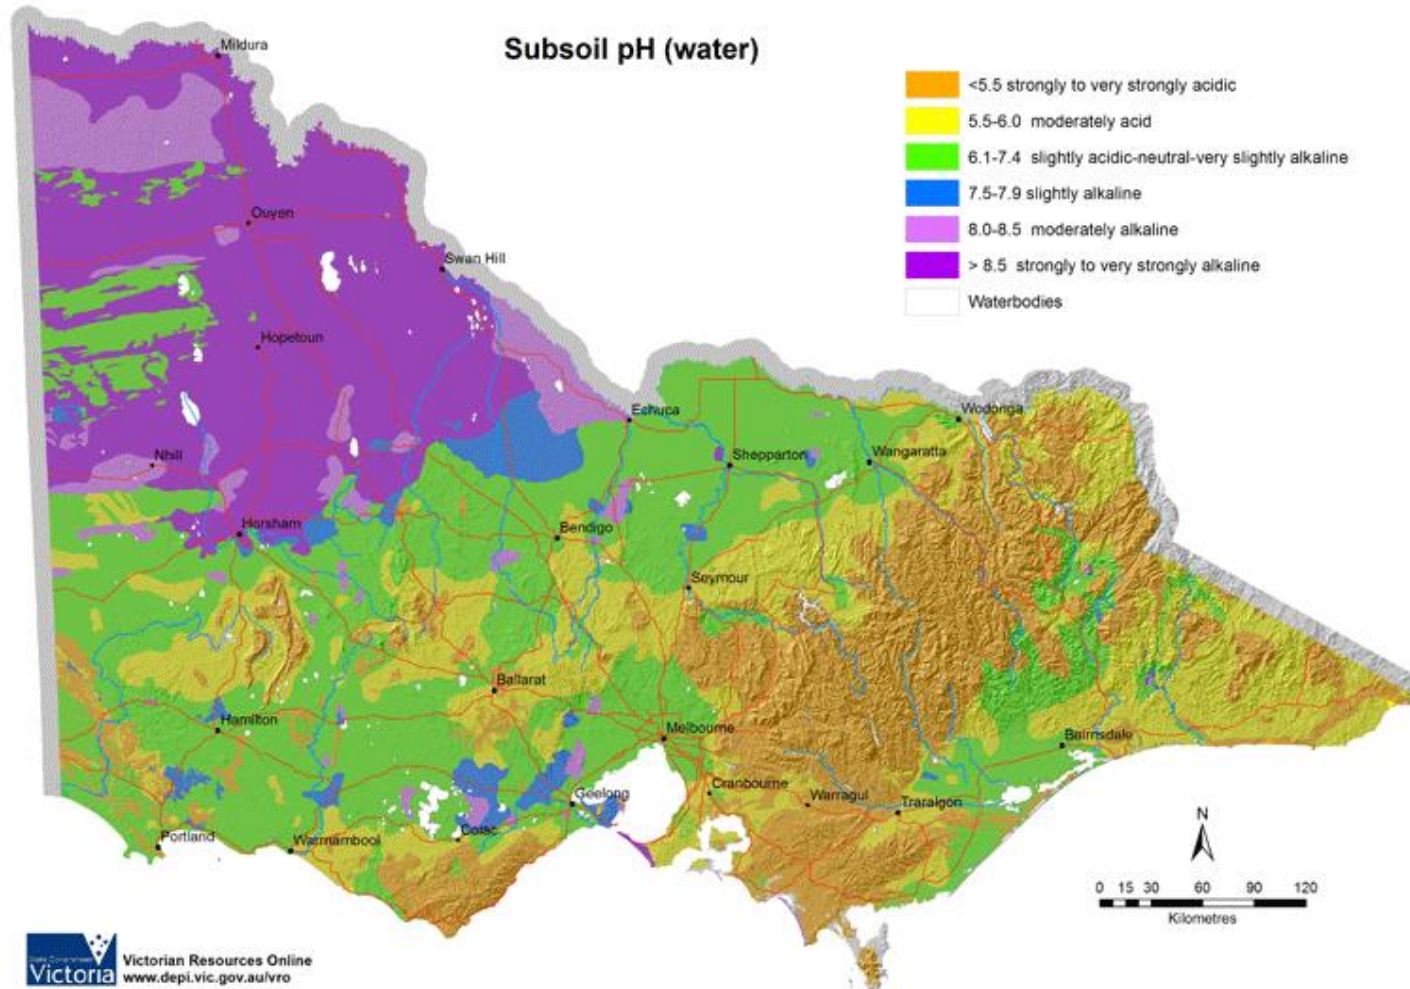 Subsoil pH (water)
<5.5 strongly to very strongly acidic
5.5-6.0 moderately acid
6.1-7.4 slightly acidic-neutral-very slightly alkaline
7.5-7.9 slightly alkaline
8.0-8.5 moderately alkaline
> 8.5 strongly to very strongly alkaline
Waterbodies
Mildura
Ouyen
Swan Hill
Hopetoun
Echuca
Wodonga
Nhill
Shepparton
Wangaratta
Horsham
Bendigo
Seymour
Ballarat
Hamilton
Melbourne
Bairnsdale
Cranbourne
Geelong
Warragul
Traralgon
Portland
Warrnambool
Colac
N
0 15 30 60 90 120
Kilometres
State Government
Victoria
Victorian Resources Online
www.depi.vic.gov.au/vro